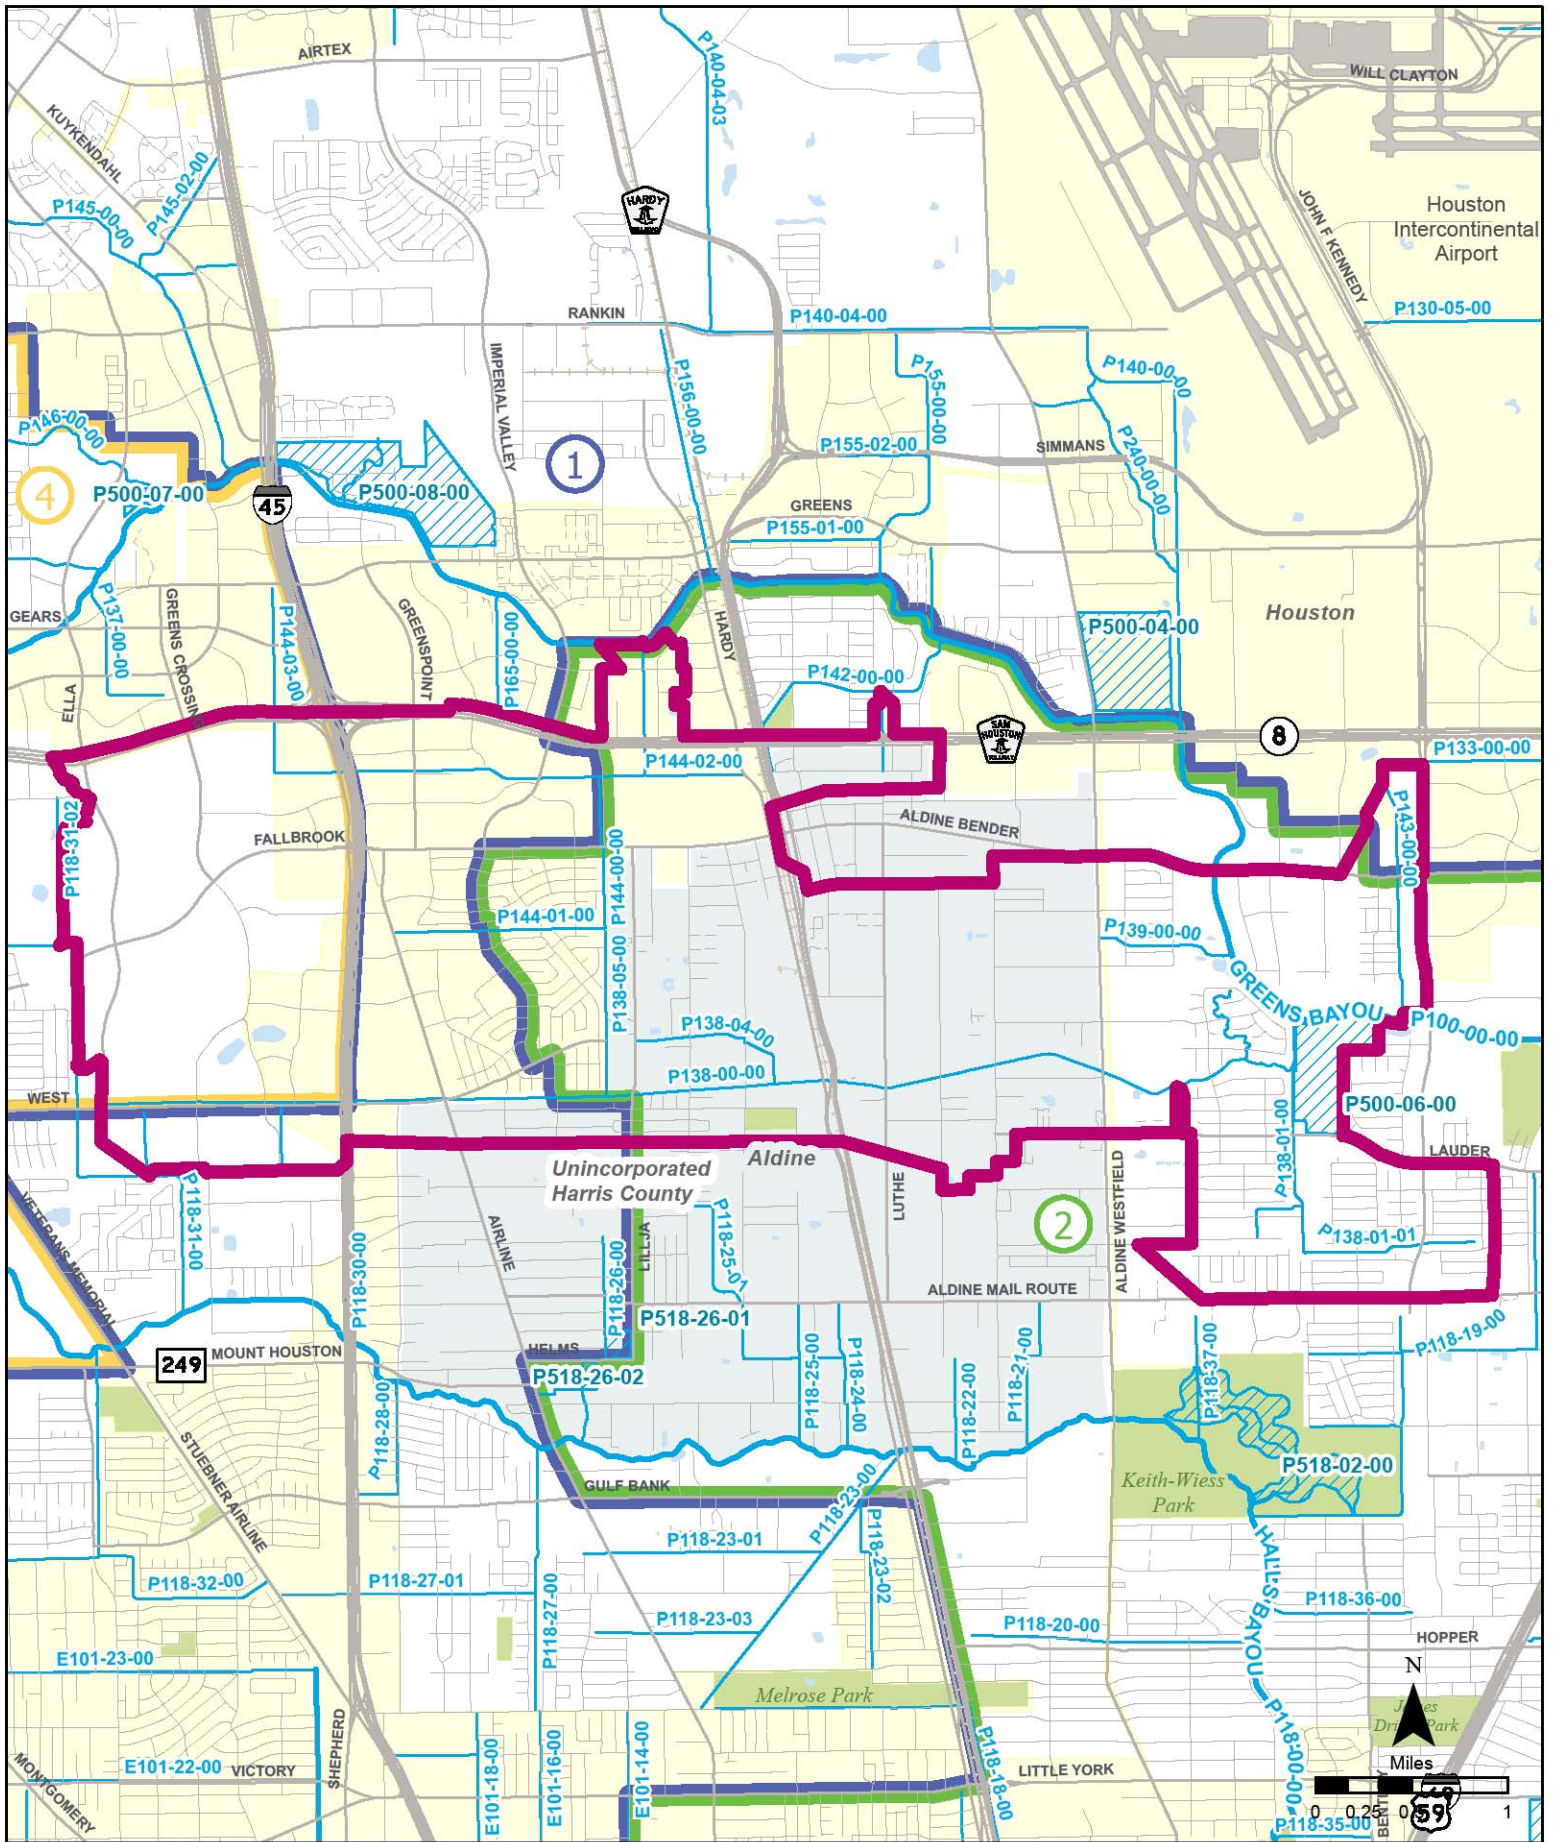 AIRTEX
WILL CLAYTON
KUYKENDAHL
P140-04-03
P145-02-00
P145-00-00
HARDY
JOHN F KENNEDY
Houston
Intercontinental
Airport
RANKIN
P140-04-00
P130-05-00
IMPERIAL VALLEY
P156-00-00
P155-00-00
P140-00-00
P146-00-00
P155-02-00
SIMMANS
P240-00-00
1
4
P500-07-00
P500-08-00
45
GREENS
P155-01-00
GEARS
P137-00-00
GREENS CROSSING
P144-03-00
GREENSPOINT
P165-00-00
HARDY
P500-04-00
Houston
ELLA
P142-00-00
SAM
HOUSTON
TOLLWAY
8
P133-00-00
P144-02-00
P118-31-02
FALLBROOK
ALDINE BENDER
P143-00-00
P144-00-00
P144-01-00
P138-05-00
P139-00-00
GREENS BAYOU
P100-00-00
P138-04-00
P138-00-00
WEST
P500-06-00
P138-01-00
LAUDER
Unincorporated
Harris County
Aldine
LUTHE
ALDINE WESTFIELD
2
P118-31-00
VETERANS MEMORIAL
P118-30-00
AIRLINE
P118-26-00
LILLJA
P118-25-01
P138-01-01
ALDINE MAIL ROUTE
P518-26-01
P118-37-00
P118-19-00
249
MOUNT HOUSTON
HELMS
P518-26-02
P118-25-00
P118-24-00
P118-22-00
P118-21-00
P118-28-00
STUEBNER AIRLINE
GULF BANK
P118-23-00
Keith-Wiess
Park
P518-02-00
P118-23-01
P118-23-02
HALLS BAYOU
P118-32-00
P118-27-01
P118-27-00
P118-23-03
P118-20-00
P118-36-00
HOPPER
E101-23-00
Melrose Park
N
P118-00-00
Miles
E101-22-00
VICTORY
SHEPHERD
E101-18-00
E101-16-00
E101-14-00
P118-18-00
LITTLE YORK
MONTGOMERY
0
0.25
1
59
P118-35-00